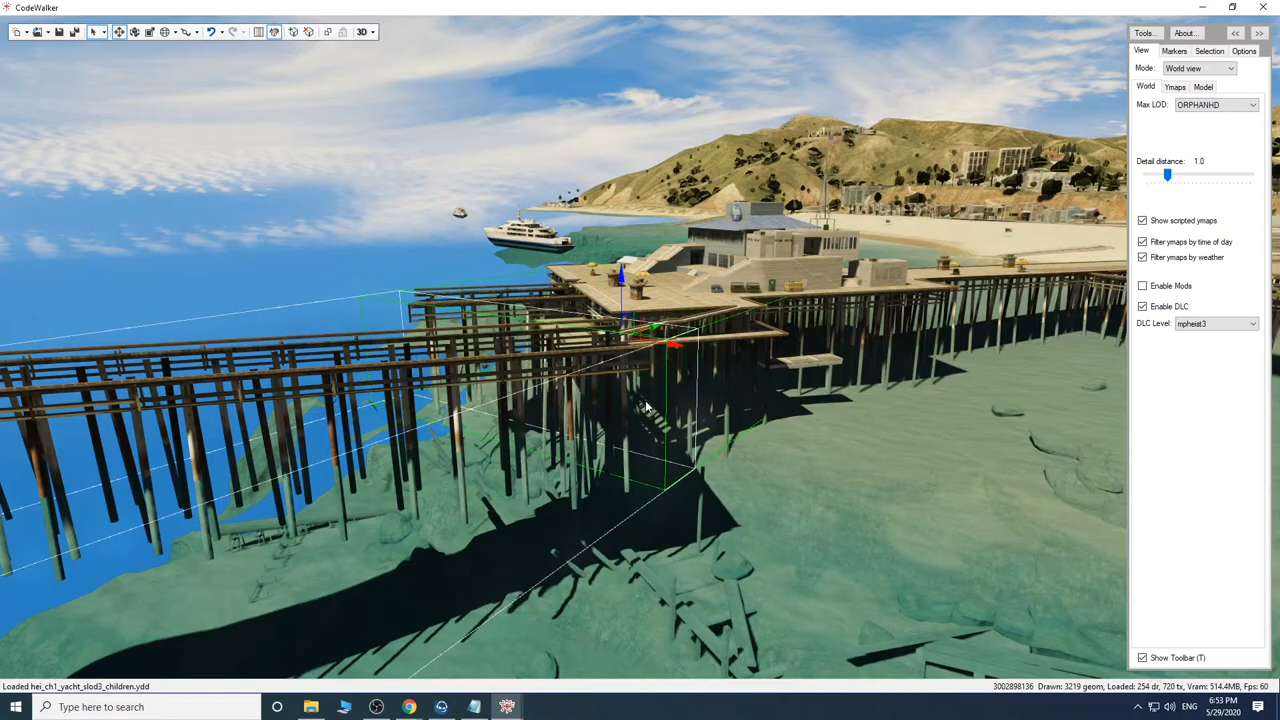 CodeWalker
3D
Tools...
About...
<<
>>
View
Markers
Selection
Options
Mode:
World view
World
Ymaps
Model
Max LOD:
ORPHANHD
Detail distance:
1.0
Show scripted ymaps
Filter ymaps by time of day
Filter ymaps by weather
Enable Mods
Enable DLC
DLC Level:
mpheist3
Show Toolbar (T)
Loaded hei_ch1_yacht_slod3_children.ydd
3002898136
Drawn: 3219 geom, Loaded: 254 dr, 720 tx, Vram: 514.4MB, Fps: 60
Type here to search
ENG
6:53 PM
5/29/2020